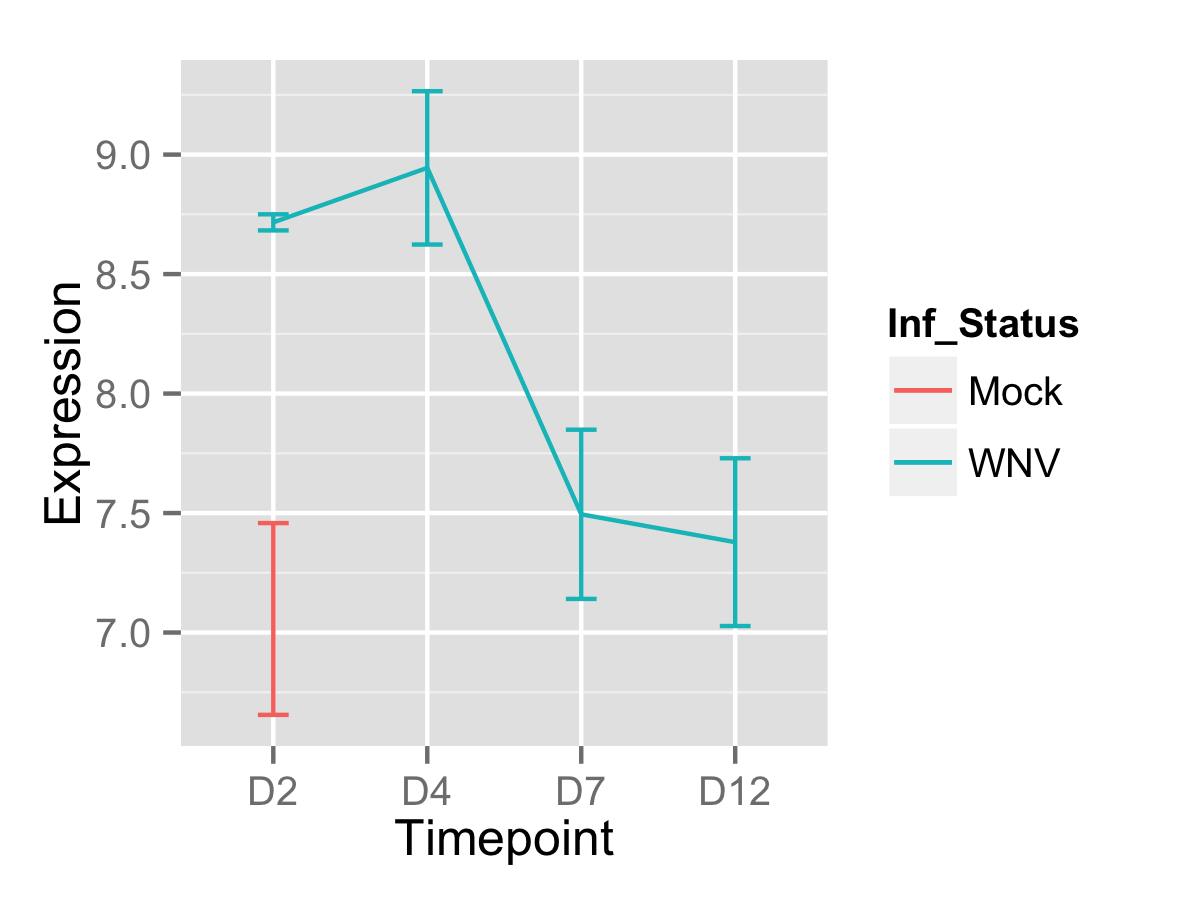 Expression
9.0
8.5
8.0
7.5
7.0
D2 D4 D7 D12
Timepoint
Inf_Status
Mock
WNV